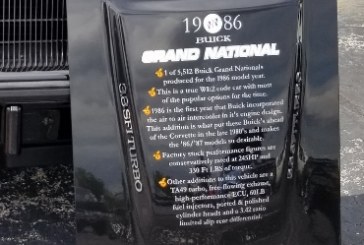 1986
BUICK
GRAND NATIONAL
1 of 5,512 Buick Grand Nationals
produced for the 1986 model year.
This is a true WE2 code car with most
of the popular options for the time.
1986 is the first year that Buick incorporated
the air to air intercooler in it's engine design.
This addition is what put these Buick's ahead
of the Corvette in the late 1980's and makes
the '86/'87 models so desirable.
Factory stock performance figures are
conservatively noted at 245HP
330 Ft LBS of torque.
Other additions to this vehicle are a
TA49 turbo, free-flowing exhaust,
high-performance ECU, 60LB
fuel injectors, ported & polished
cylinder heads and a 3.42 ratio
limited slip rear differential.
TURBO